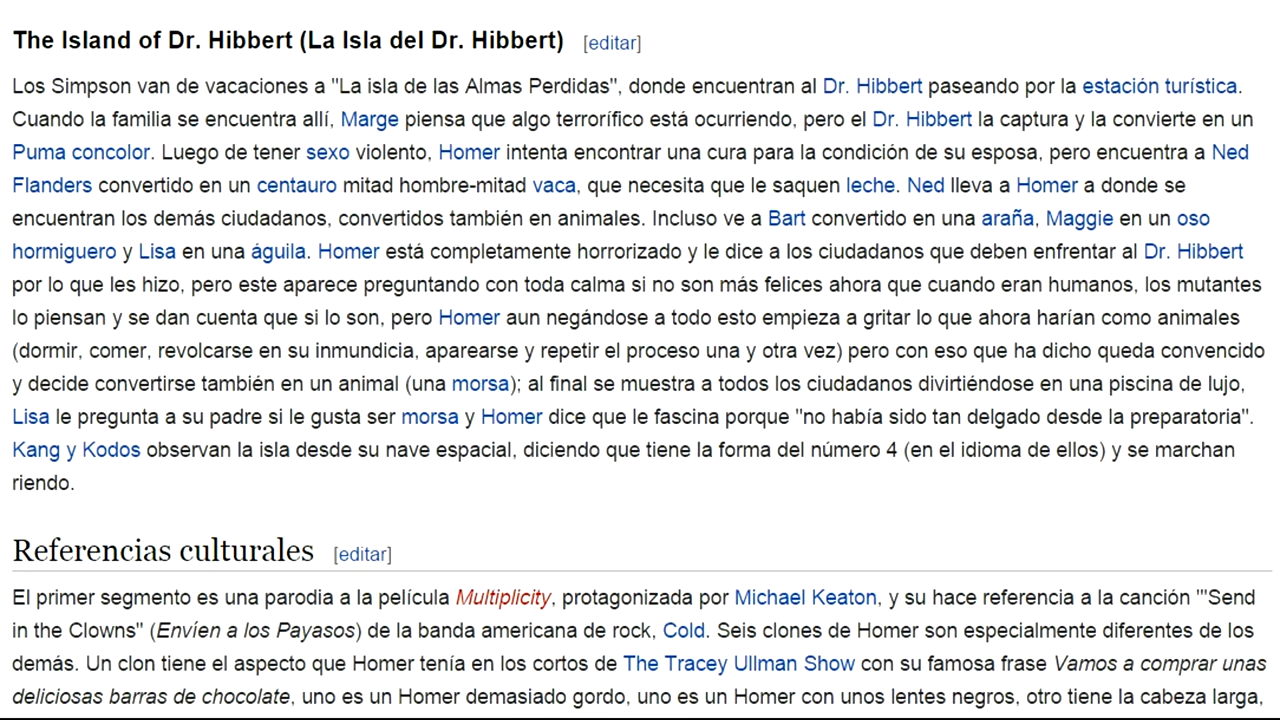 The Island of Dr. Hibbert (La Isla del Dr. Hibbert) [editar]
Los Simpson van de vacaciones a "La isla de las Almas Perdidas", donde encuentran al Dr. Hibbert paseando por la estación turística.
Cuando la familia se encuentra allí, Marge piensa que algo terrorífico está ocurriendo, pero el Dr. Hibbert la captura y la convierte en un
Puma concolor. Luego de tener sexo violento, Homer intenta encontrar una cura para la condición de su esposa, pero encuentra a Ned
Flanders convertido en un centauro mitad hombre-mitad vaca, que necesita que le saquen leche. Ned lleva a Homer a donde se
encuentran los demás ciudadanos, convertidos también en animales. Incluso ve a Bart convertido en una araña, Maggie en un oso
hormiguero y Lisa en una águila. Homer está completamente horrorizado y le dice a los ciudadanos que deben enfrentar al Dr. Hibbert
por lo que les hizo, pero este aparece preguntando con toda calma si no son más felices ahora que cuando eran humanos, los mutantes
lo piensan y se dan cuenta que si lo son, pero Homer aun negándose a todo esto empieza a gritar lo que ahora harían como animales
(dormir, comer, revolcarse en su inmundicia, aparearse y repetir el proceso una y otra vez) pero con eso que ha dicho queda convencido
y decide convertirse también en un animal (una morsa); al final se muestra a todos los ciudadanos divirtiéndose en una piscina de lujo,
Lisa le pregunta a su padre si le gusta ser morsa y Homer dice que le fascina porque "no había sido tan delgado desde la preparatoria".
Kang y Kodos observan la isla desde su nave espacial, diciendo que tiene la forma del número 4 (en el idioma de ellos) y se marchan
riendo.
Referencias culturales [editar]
El primer segmento es una parodia a la película Multiplicity, protagonizada por Michael Keaton, y su hace referencia a la canción '"Send
in the Clowns" (Envíen a los Payasos) de la banda americana de rock, Cold. Seis clones de Homer son especialmente diferentes de los
demás. Un clon tiene el aspecto que Homer tenía en los cortos de The Tracey Ullman Show con su famosa frase Vamos a comprar unas
deliciosas barras de chocolate, uno es un Homer demasiado gordo, uno es un Homer con unos lentes negros, otro tiene la cabeza larga,